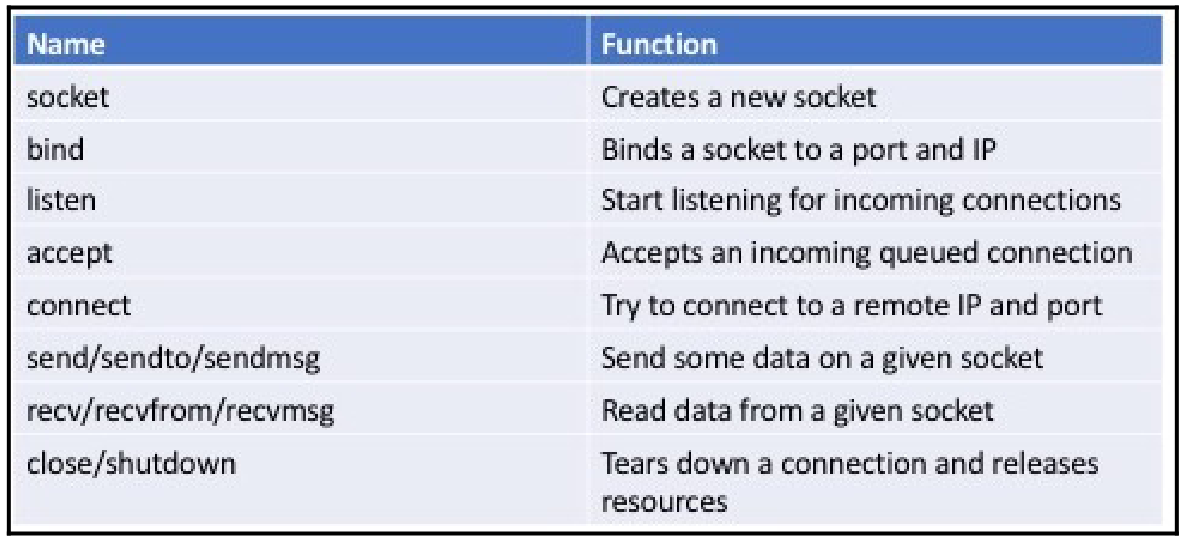 Name Function
socket Creates a new socket
bind Binds a socket to a port and IP
listen Start listening for incoming connections
accept Accepts an incoming queued connection
connect Try to connect to a remote IP and port
send/sendto/sendmsg Send some data on a given socket
recv/recvfrom/recvmsg Read data from a given socket
close/shutdown Tears down a connection and releases
resources